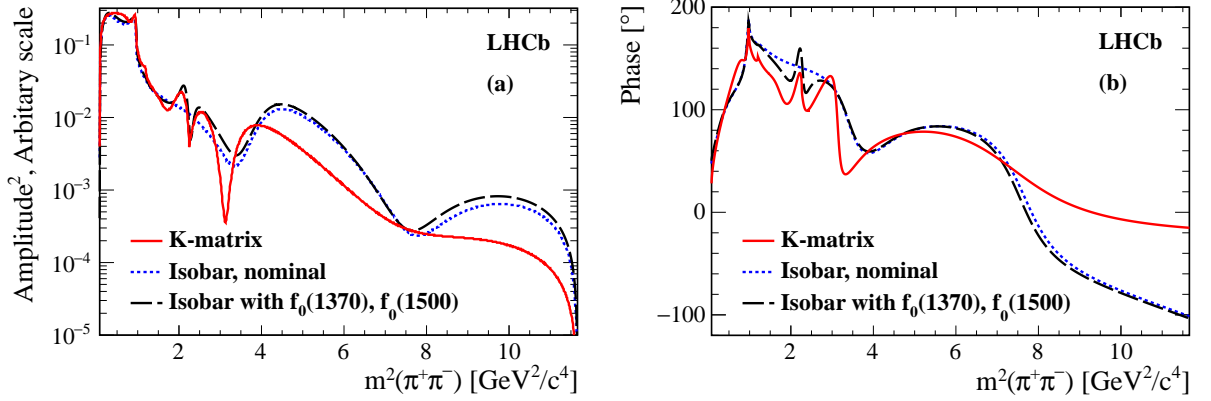 Amplitude², Arbitary scale
10⁻¹
10⁻²
10⁻³
10⁻⁴
10⁻⁵
LHCb
(a)
K-matrix
Isobar, nominal
Isobar with f₀(1370), f₀(1500)
2 4 6 8 10
m²(π⁺π⁻) [GeV²/c⁴]
Phase [°]
200
100
0
−100
LHCb
(b)
K-matrix
Isobar, nominal
Isobar with f₀(1370), f₀(1500)
2 4 6 8 10
m²(π⁺π⁻) [GeV²/c⁴]